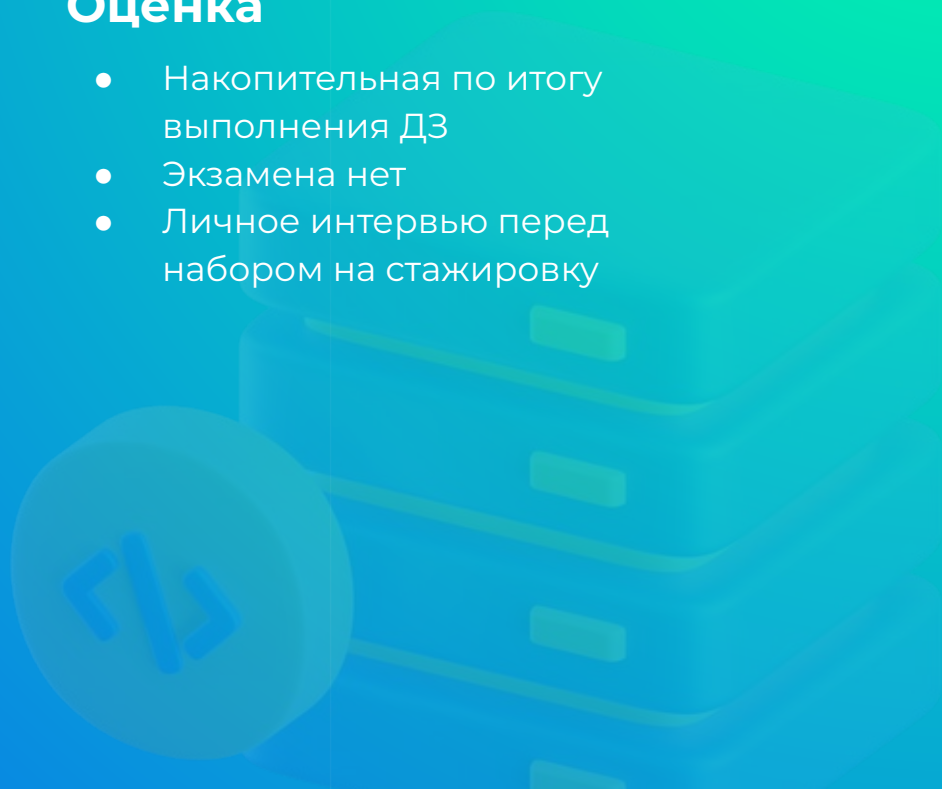 Оценка
● Накопительная по итогу
выполнения ДЗ
● Экзамена нет
● Личное интервью перед
набором на стажировку